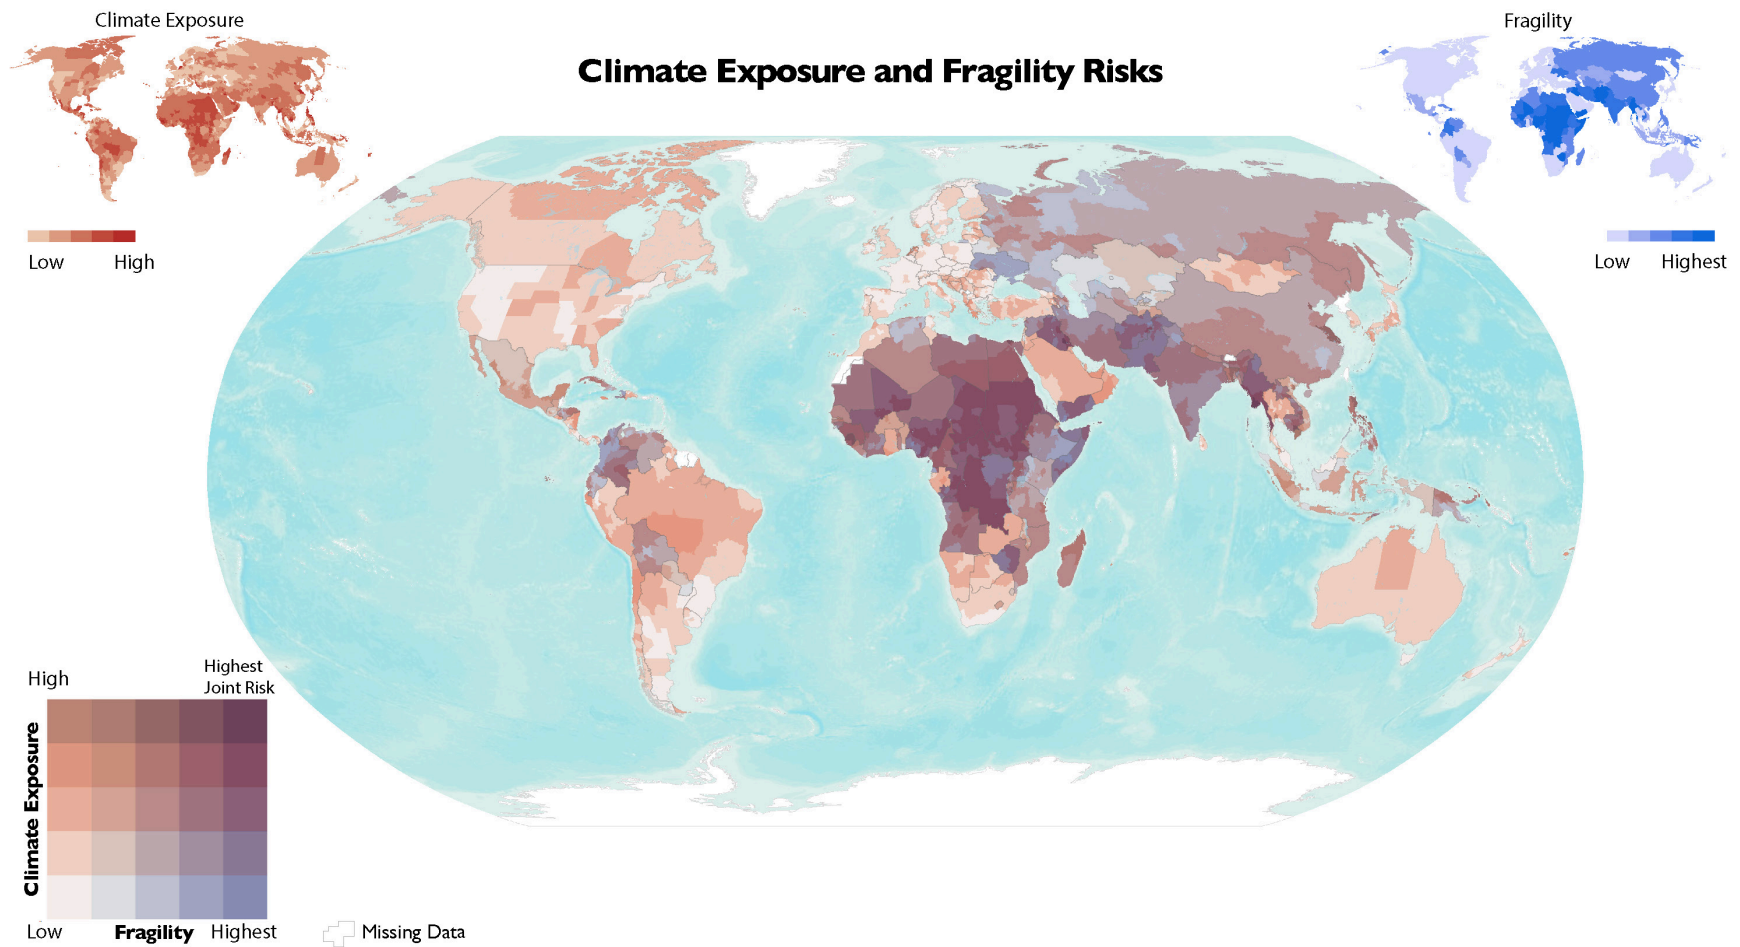 Climate Exposure
Fragility
Climate Exposure and Fragility Risks
Low High
Low Highest
High
Highest
Joint Risk
Climate Exposure
Low Fragility Highest
Missing Data